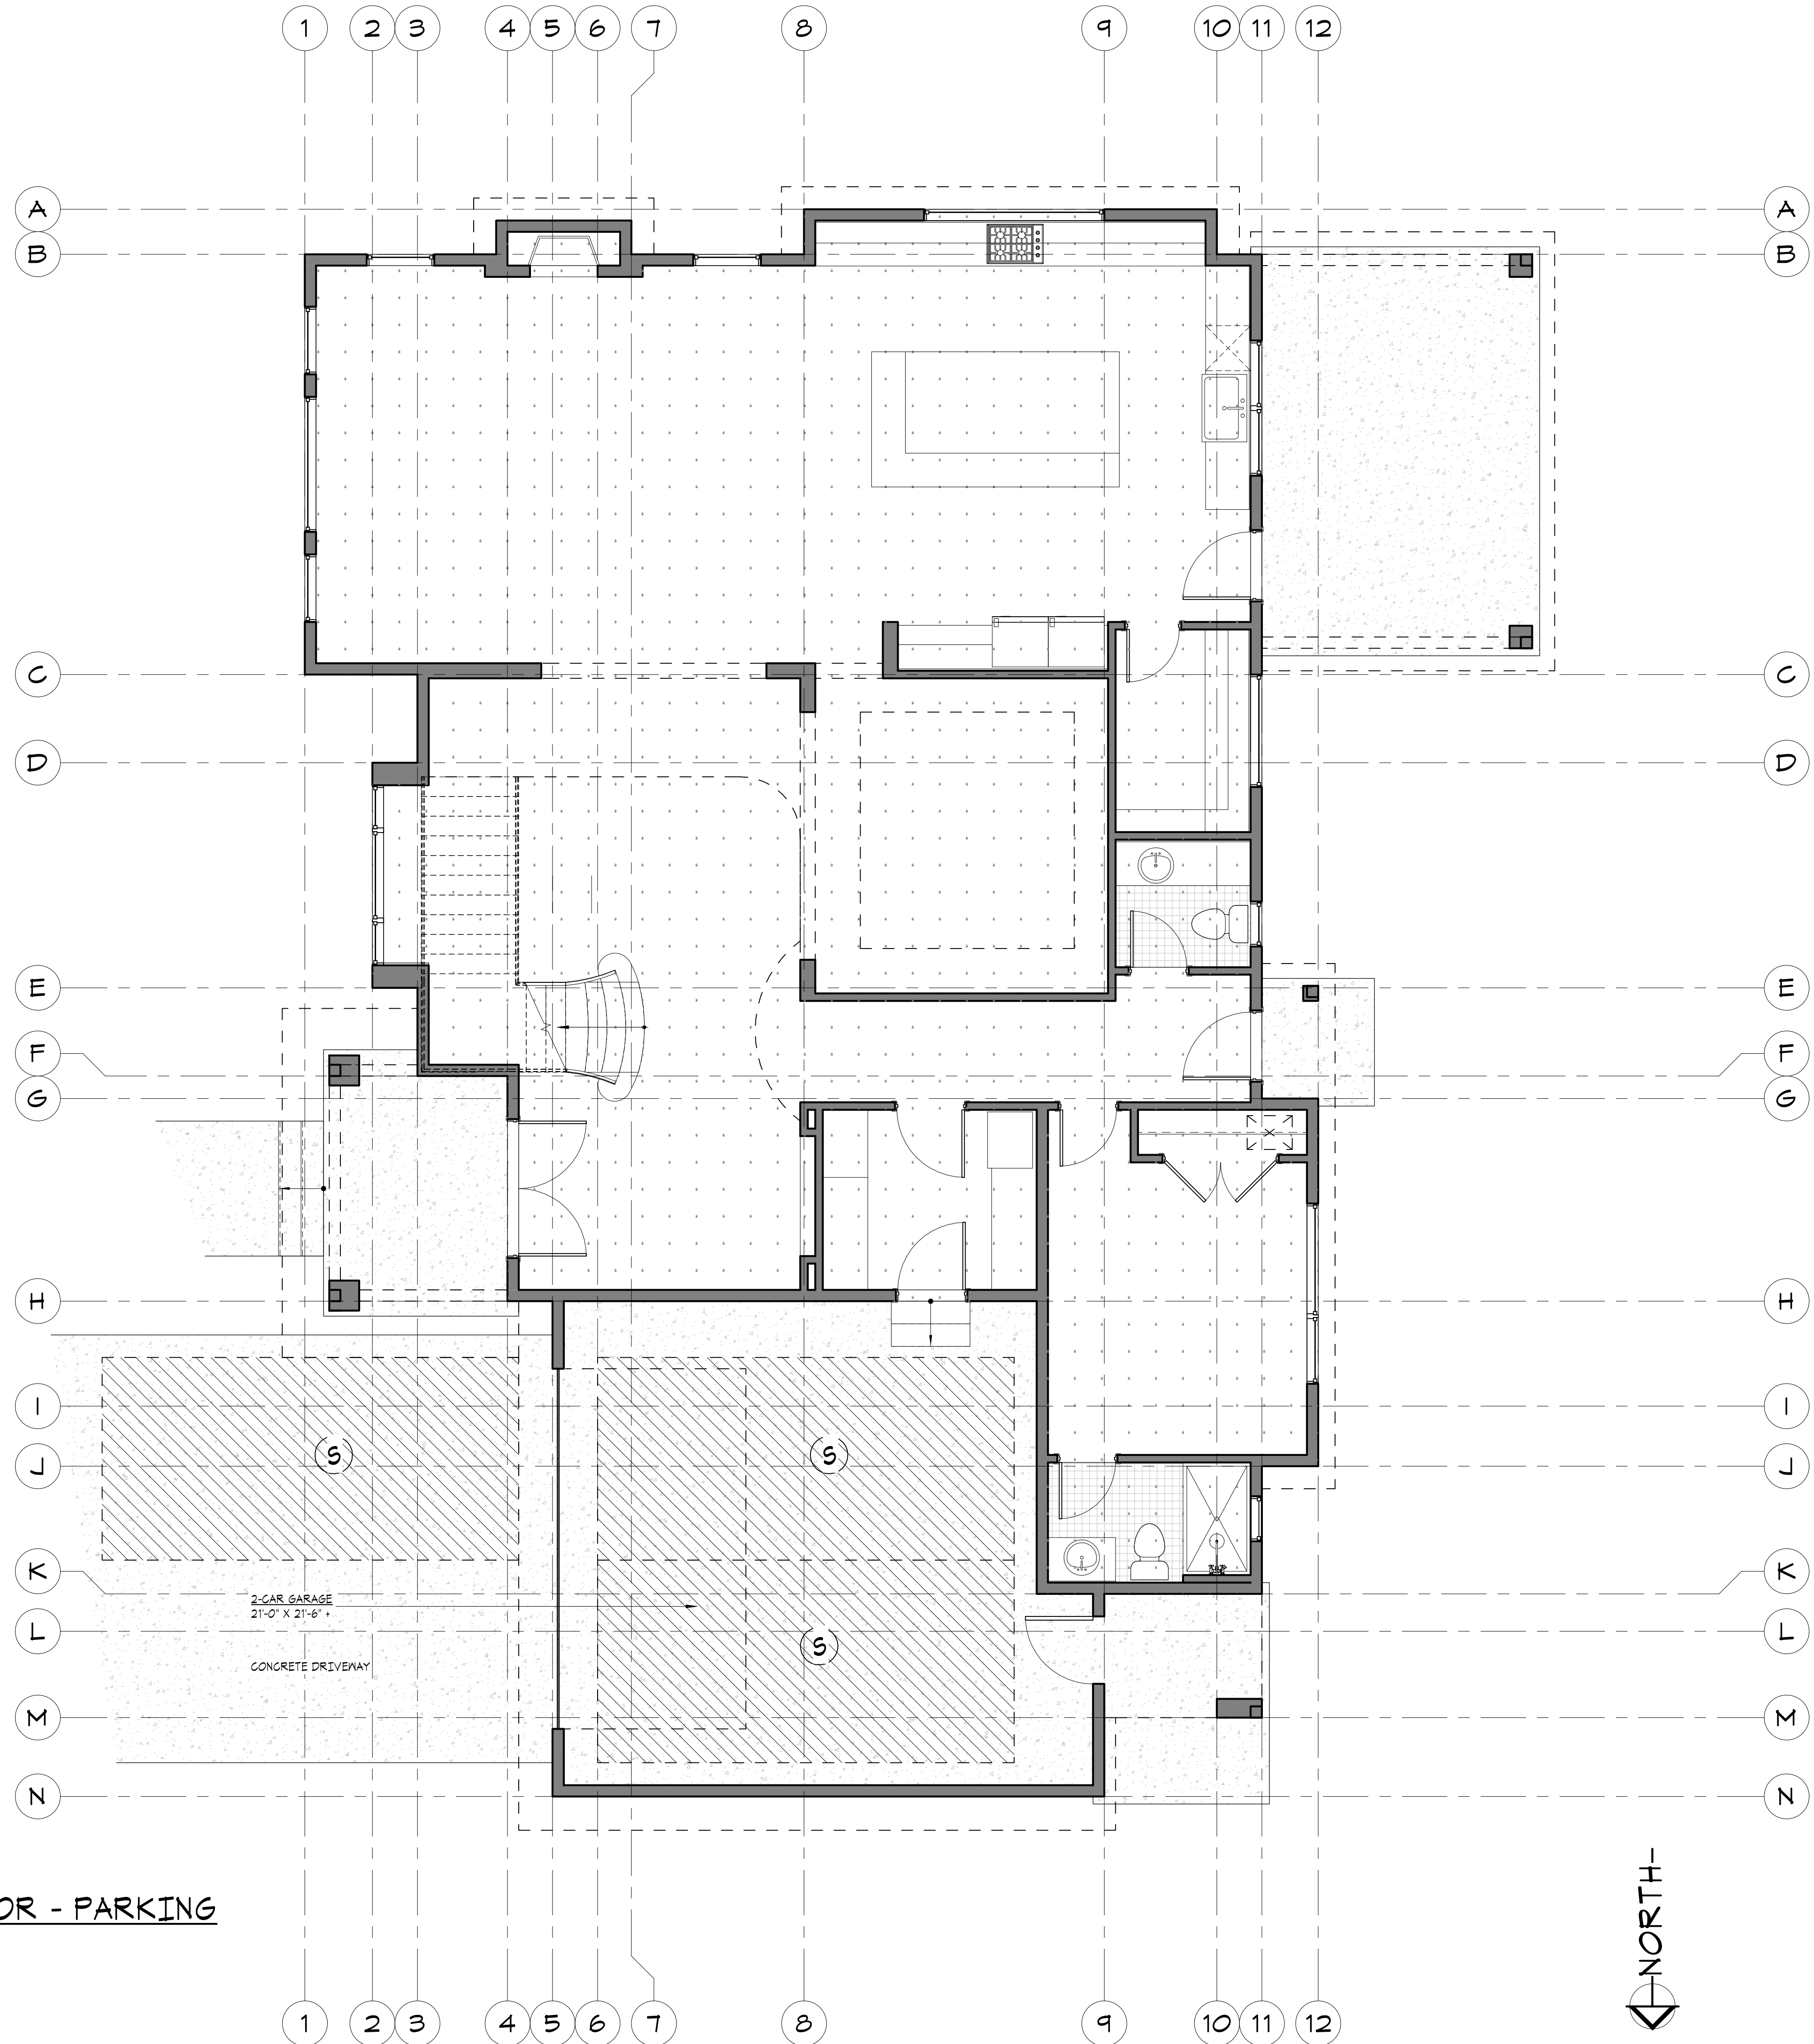 1 2 3 4 5 6 7 8 9 10 11 12
A A
B B
C C
D D
E E
F F
G G
H H
I I
S S
J J
K K
2-CAR GARAGE
21'-0" X 21'-6" +
L L
S
CONCRETE DRIVEWAY
M M
N N
OR - PARKING
NORTH
1 2 3 4 5 6 7 8 9 10 11 12